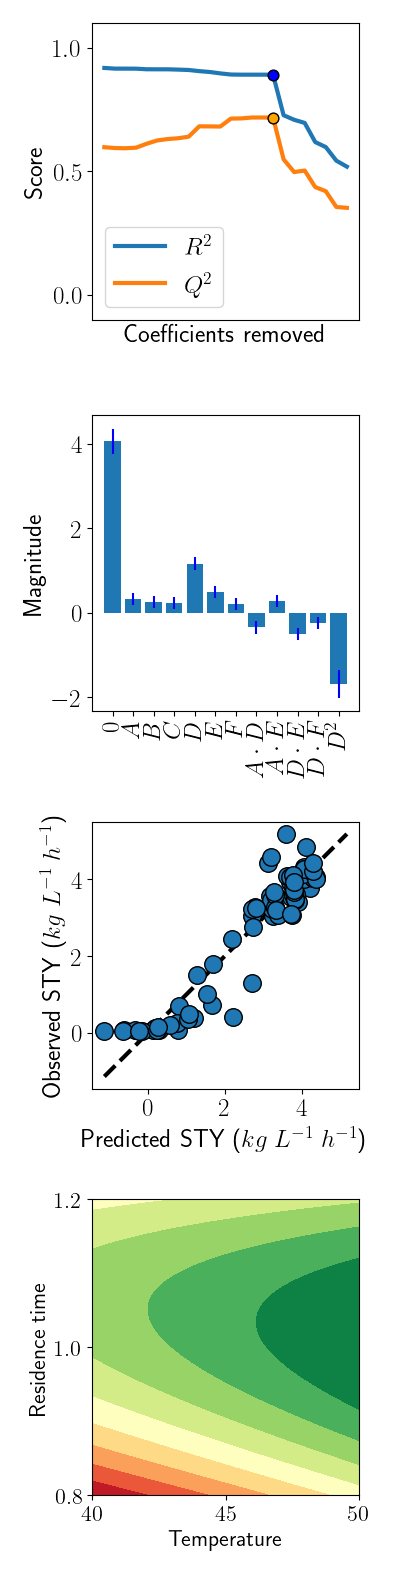 1.0
0.5
0.0
Score
R²
Q²
Coefficients removed
4
2
0
−2
Magnitude
0
A
B
C
D
E
F
A · D
A · E
D · E
D · F
D²
4
2
0
Observed STY (kg L⁻¹ h⁻¹)
0 2 4
Predicted STY (kg L⁻¹ h⁻¹)
1.2
1.0
0.8
Residence time
40 45 50
Temperature